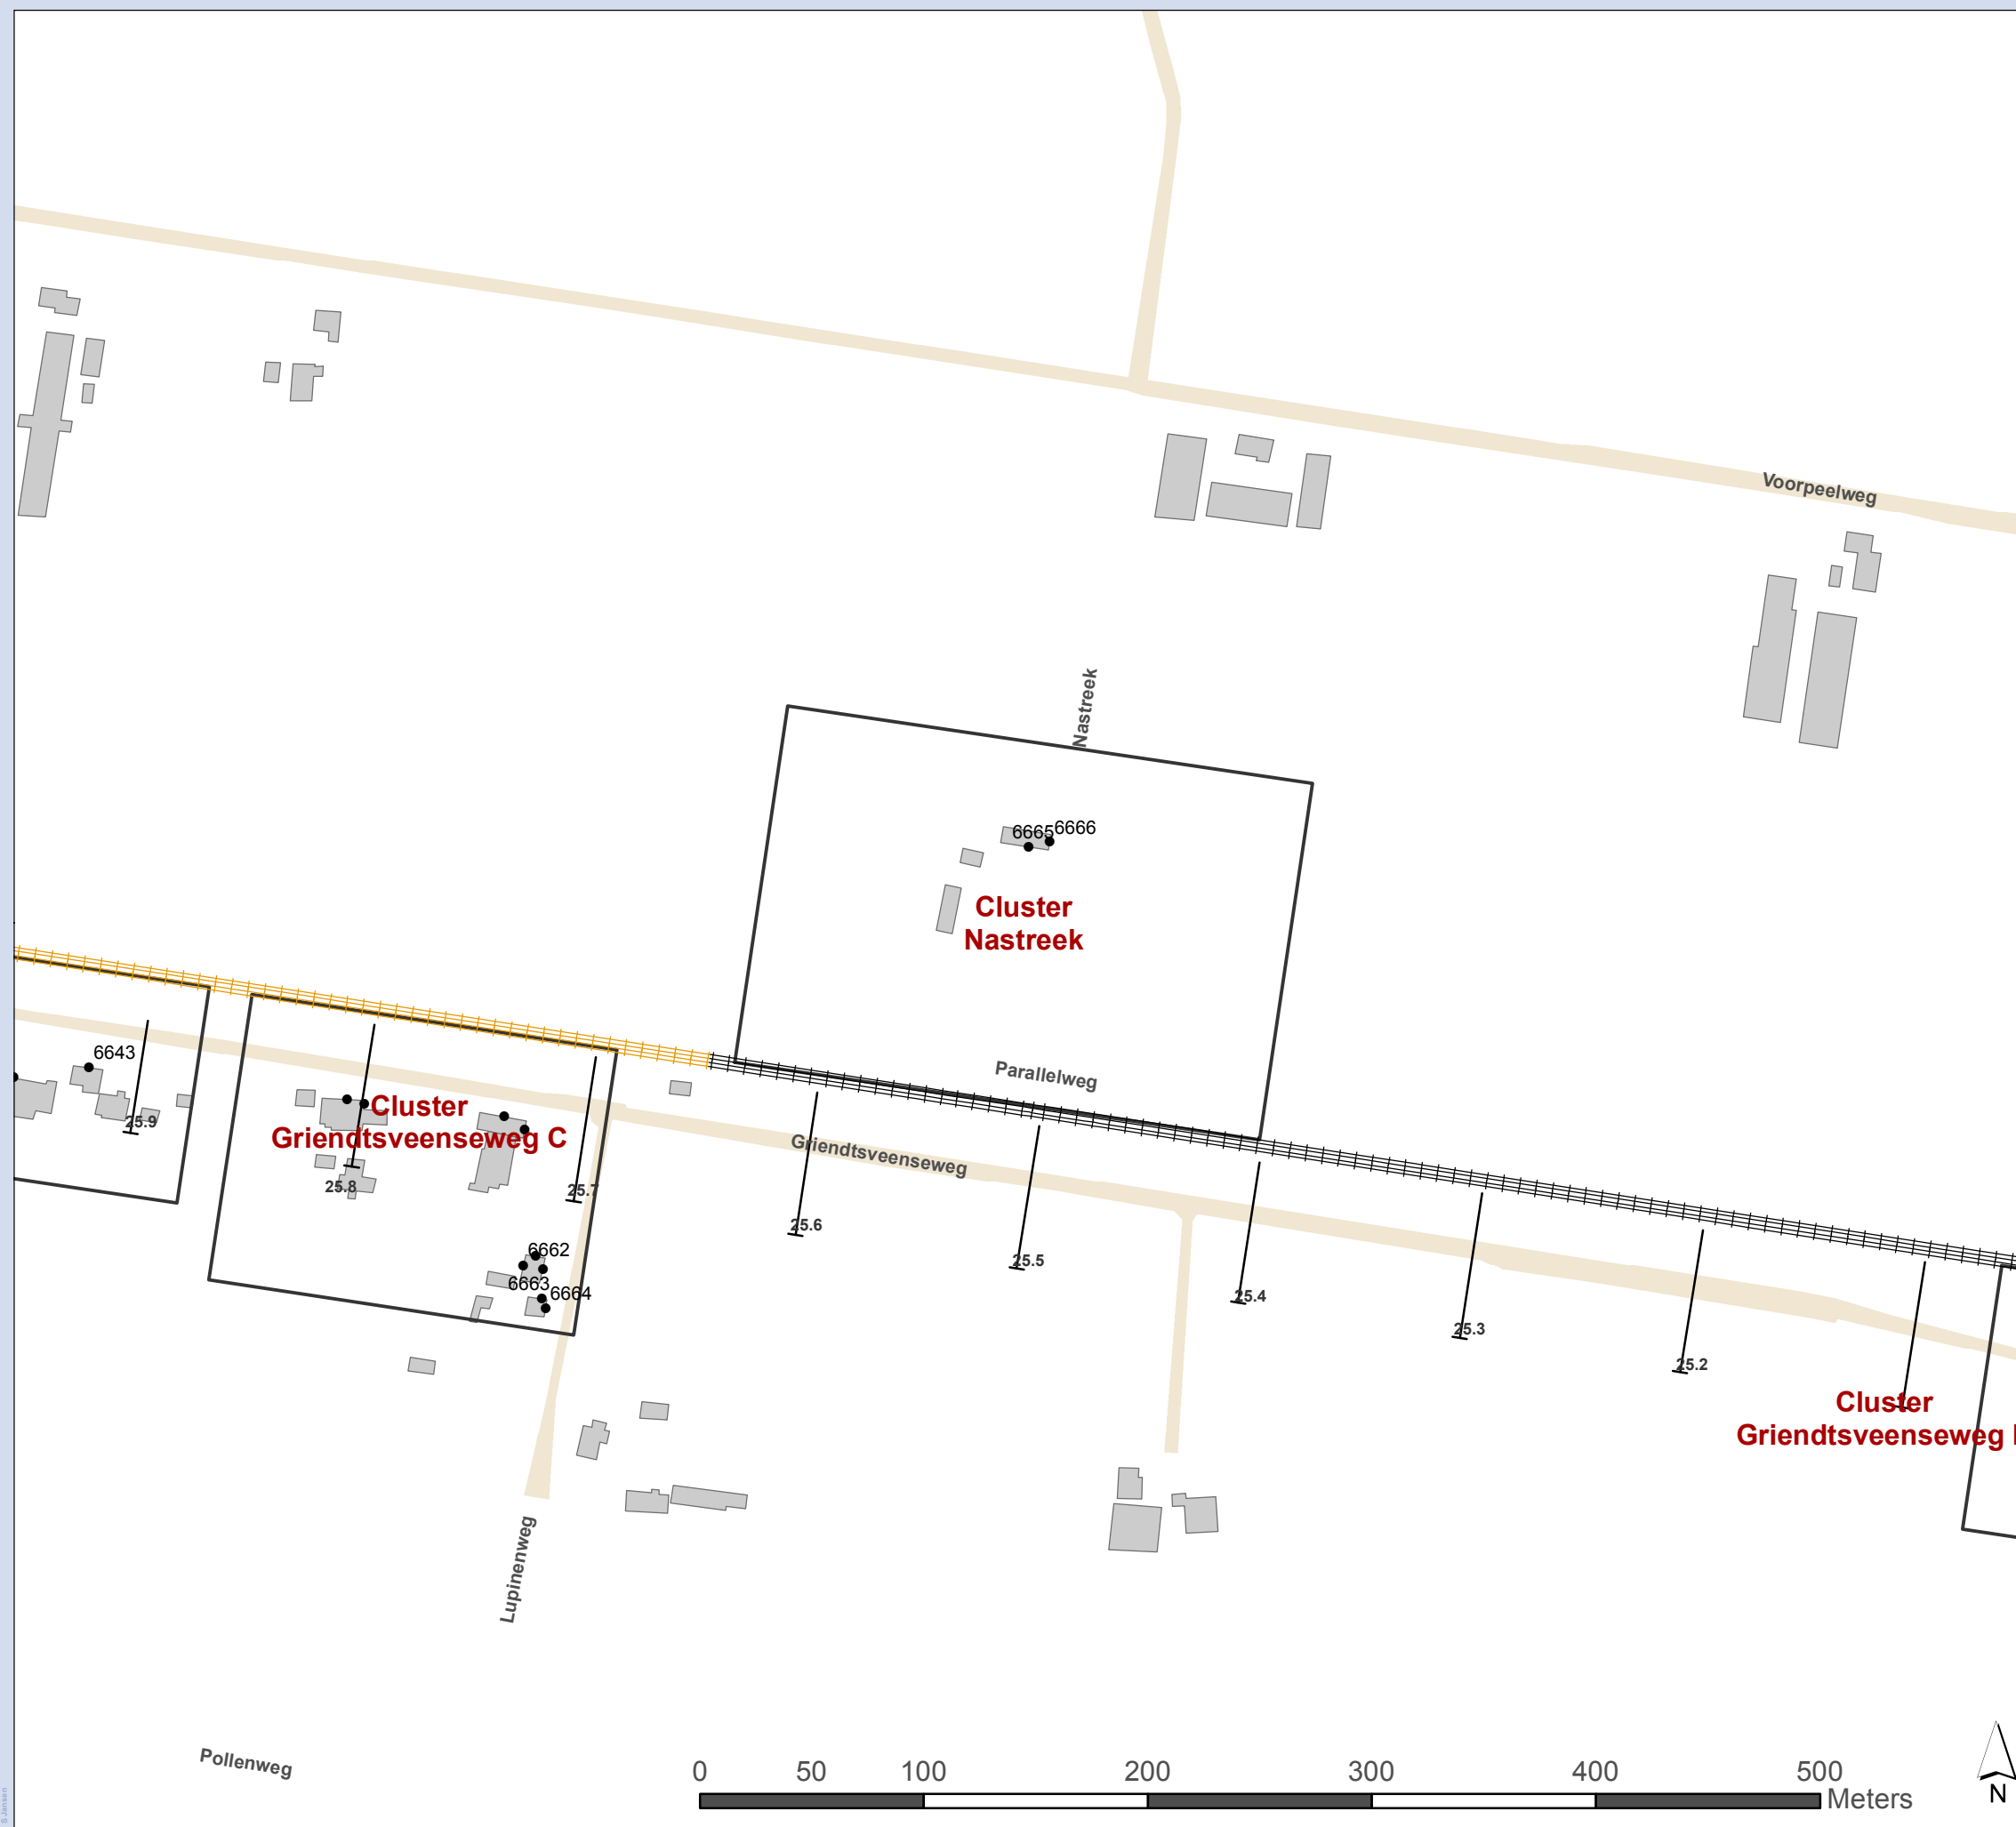 Voorpeelweg
Nastreek
6665
6666
Cluster
Nastreek
6643
25.9
Cluster
Griendtsveenseweg C
25.8
25.7
Parallelweg
Griendtsveenseweg
25.6
25.5
25.4
25.3
25.2
6662
6663
6664
Cluster
Griendtsveenseweg
Lupinenweg
Pollenweg
0 50 100 200 300 400 500
Meters
N
S Jansen